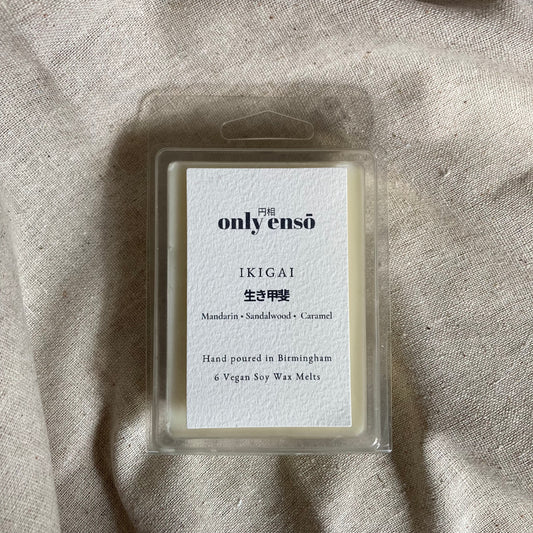 円相
only ensō
IKIGAI
生き甲斐
Mandarin • Sandalwood • Caramel
Hand poured in Birmingham
6 Vegan Soy Wax Melts